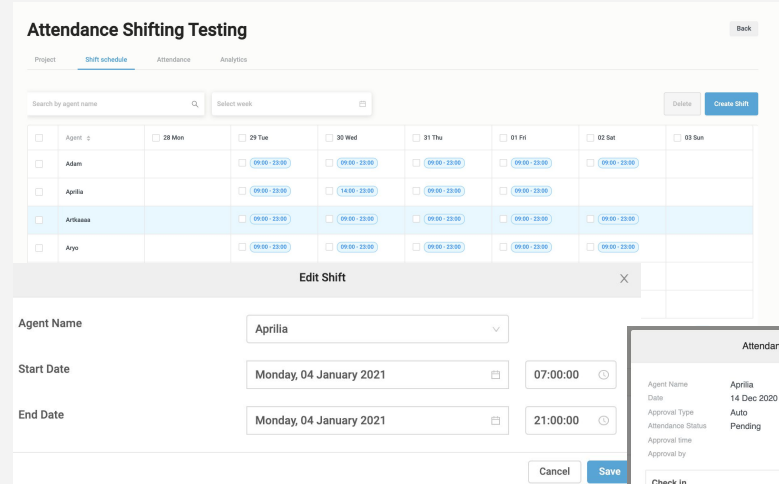 Attendance Shifting Testing
Back
Project Shift schedule Attendance Analytics
Search by agent name Select week Delete Create Shift
Agent 28 Mon 29 Tue 30 Wed 31 Thu 01 Fri 02 Sat 03 Sun
Adam 09:00 - 23:00 09:00 - 23:00 09:00 - 23:00 09:00 - 23:00 09:00 - 23:00
Aprilia 09:00 - 23:00 14:00 - 23:00 09:00 - 23:00 09:00 - 23:00
Artkaaaa 09:00 - 23:00 09:00 - 23:00 09:00 - 23:00 09:00 - 23:00 09:00 - 23:00
Aryo 09:00 - 23:00 09:00 - 23:00 09:00 - 23:00 09:00 - 23:00 09:00 - 23:00
Edit Shift X
Agent Name Aprilia
Start Date Monday, 04 January 2021 07:00:00
End Date Monday, 04 January 2021 21:00:00
Cancel Save
Attendan
Agent Name Aprilia
Date 14 Dec 2020
Approval Type Auto
Attendance Status Pending
Approval time
Approval by
Check in